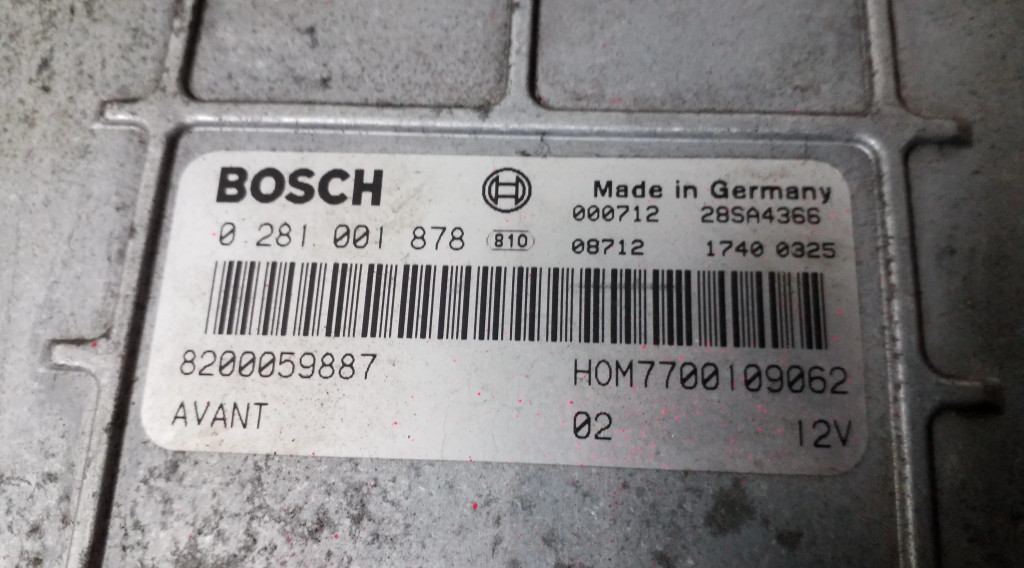 BOSCH Made in Germany
000712 28SA4366
0 281 001 878 810 08712 1740 0325
8200059887 HOM7700109062
AVANT 02 12V